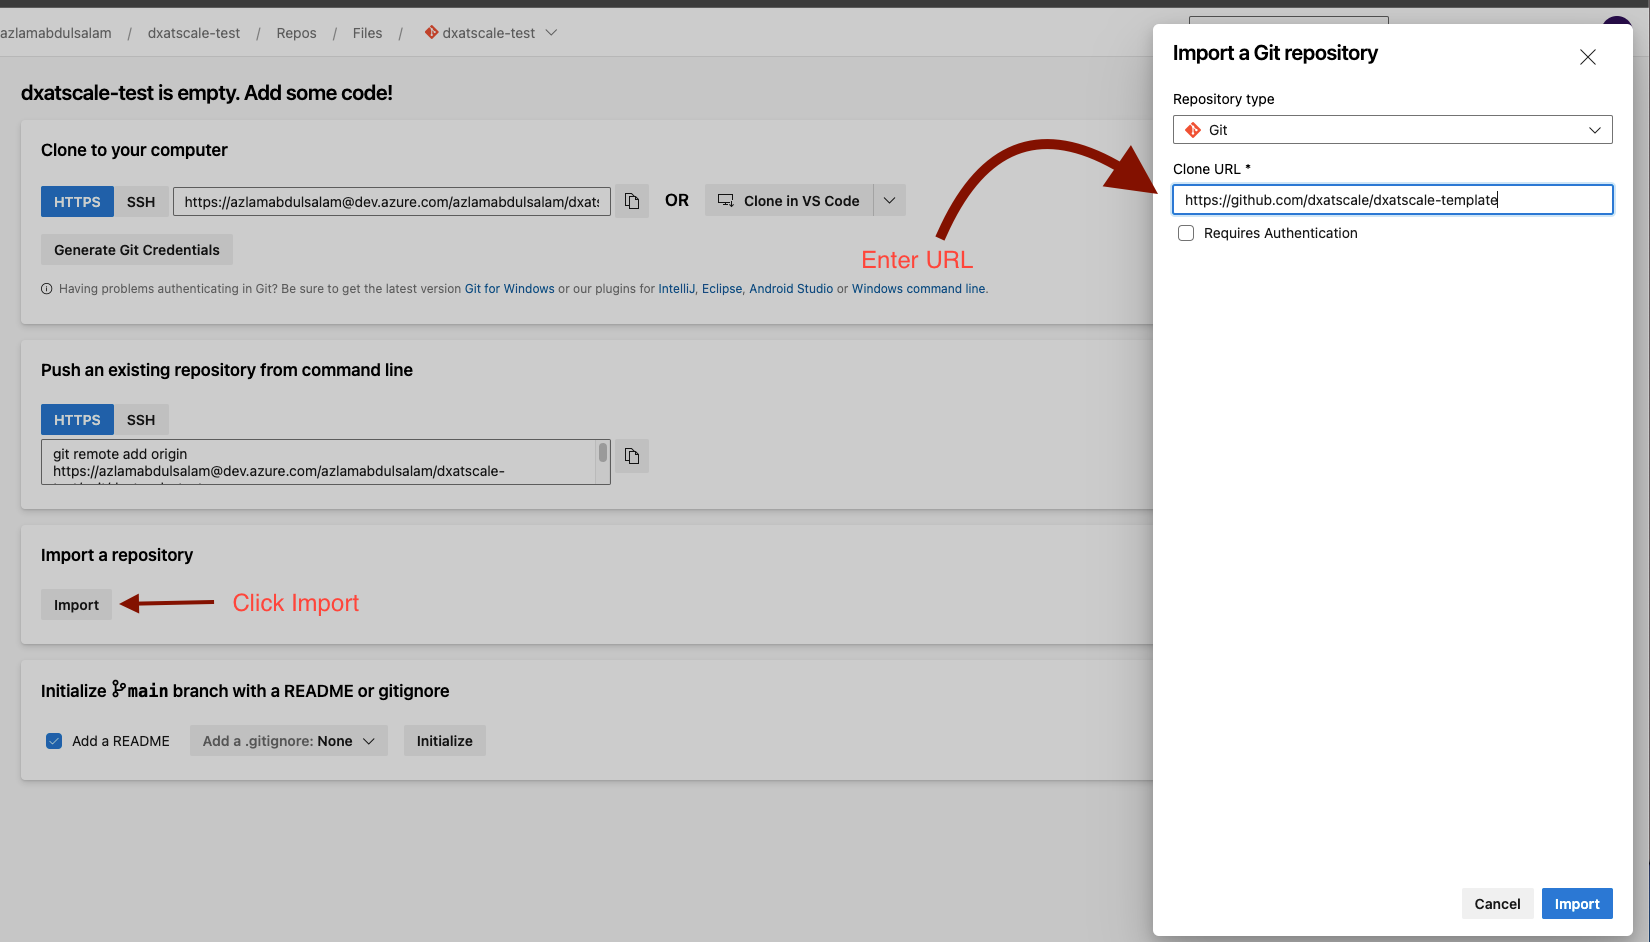 azlamabdulsalam / dxatscale-test / Repos / Files / dxatscale-test
dxatscale-test is empty. Add some code!
Clone to your computer
HTTPS SSH https://azlamabdulsalam@dev.azure.com/azlamabdulsalam/dxats OR Clone in VS Code
Generate Git Credentials
Enter URL
Having problems authenticating in Git? Be sure to get the latest version Git for Windows or our plugins for IntelliJ, Eclipse, Android Studio or Windows command line.
Push an existing repository from command line
HTTPS SSH
git remote add origin
https://azlamabdulsalam@dev.azure.com/azlamabdulsalam/dxatscale-
Import a repository
Import Click Import
Initialize main branch with a README or gitignore
Add a README Add a .gitignore: None Initialize
Import a Git repository
Repository type
Git
Clone URL *
https://github.com/dxatscale/dxatscale-template
Requires Authentication
Cancel Import